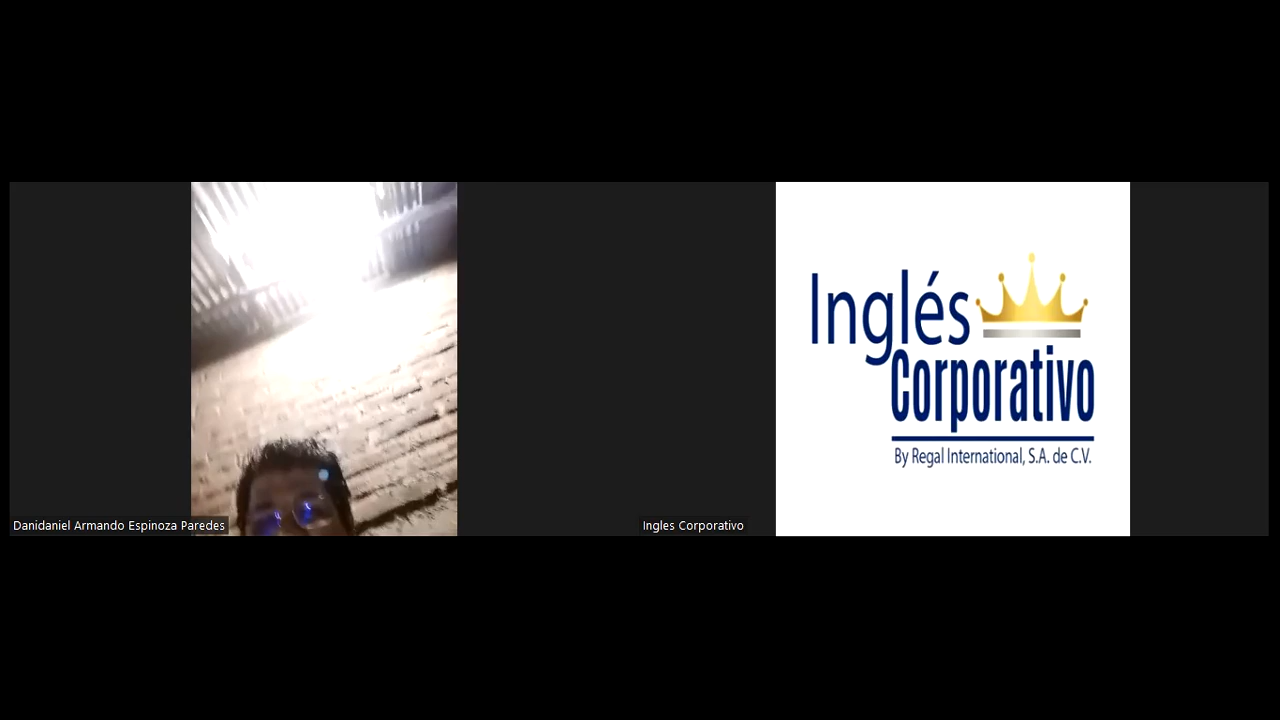 Danidaniel Armando Espinoza Paredes
Inglés
Corporativo
By Regal International, S.A. de C.V.
Ingles Corporativo